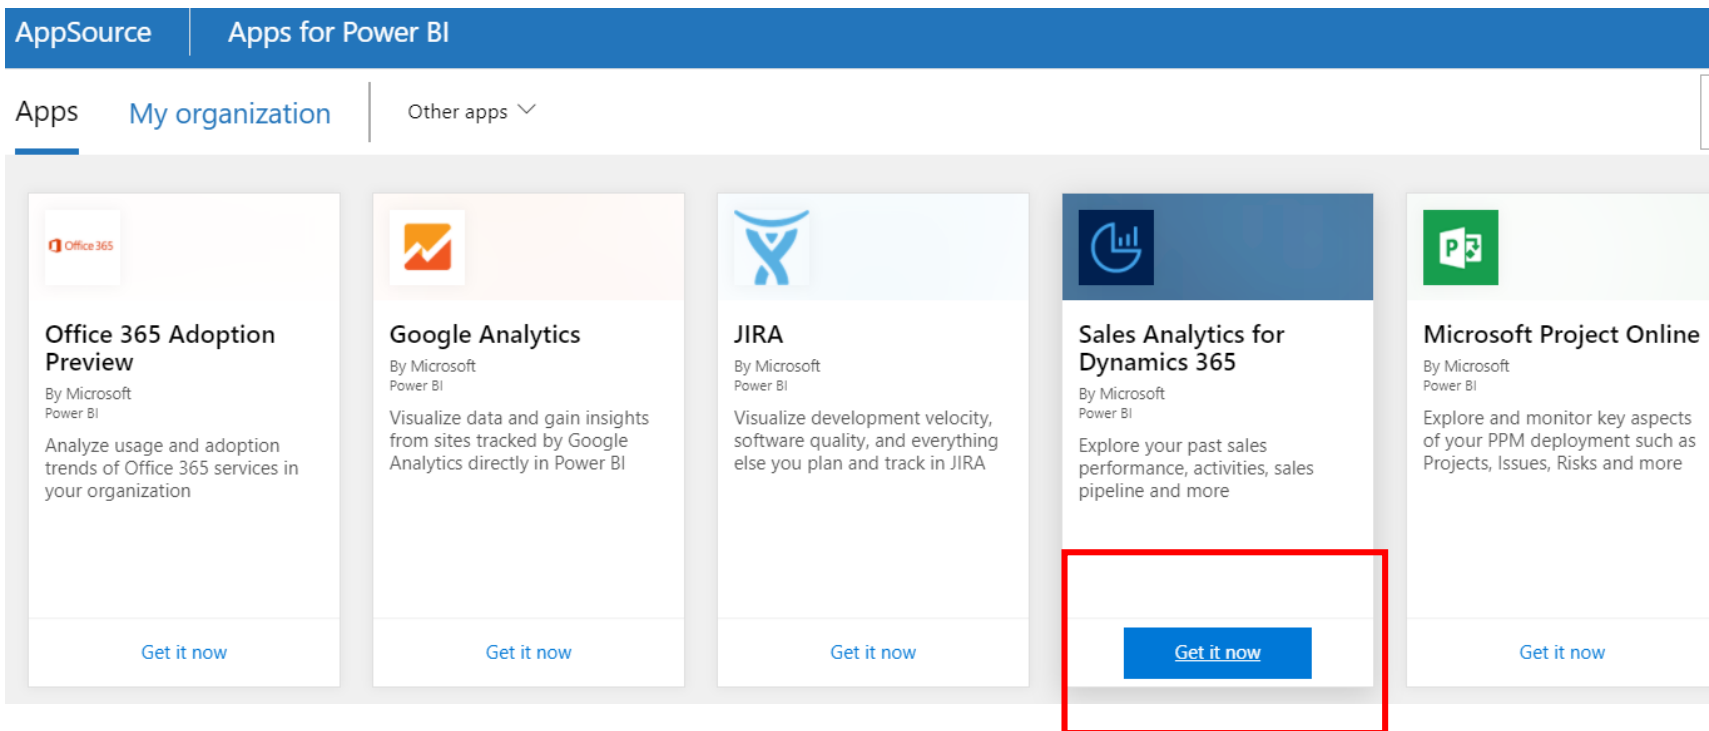 AppSource
Apps for Power BI
Apps
My organization
Other apps
Office 365
Office 365 Adoption
Preview
By Microsoft
Power BI
Analyze usage and adoption
trends of Office 365 services in
your organization
Get it now
Google Analytics
By Microsoft
Power BI
Visualize data and gain insights
from sites tracked by Google
Analytics directly in Power BI
Get it now
JIRA
By Microsoft
Power BI
Visualize development velocity,
software quality, and everything
else you plan and track in JIRA
Get it now
Sales Analytics for
Dynamics 365
By Microsoft
Power BI
Explore your past sales
performance, activities, sales
pipeline and more
Get it now
P
Microsoft Project Online
By Microsoft
Power BI
Explore and monitor key aspects
of your PPM deployment such as
Projects, Issues, Risks and more
Get it now